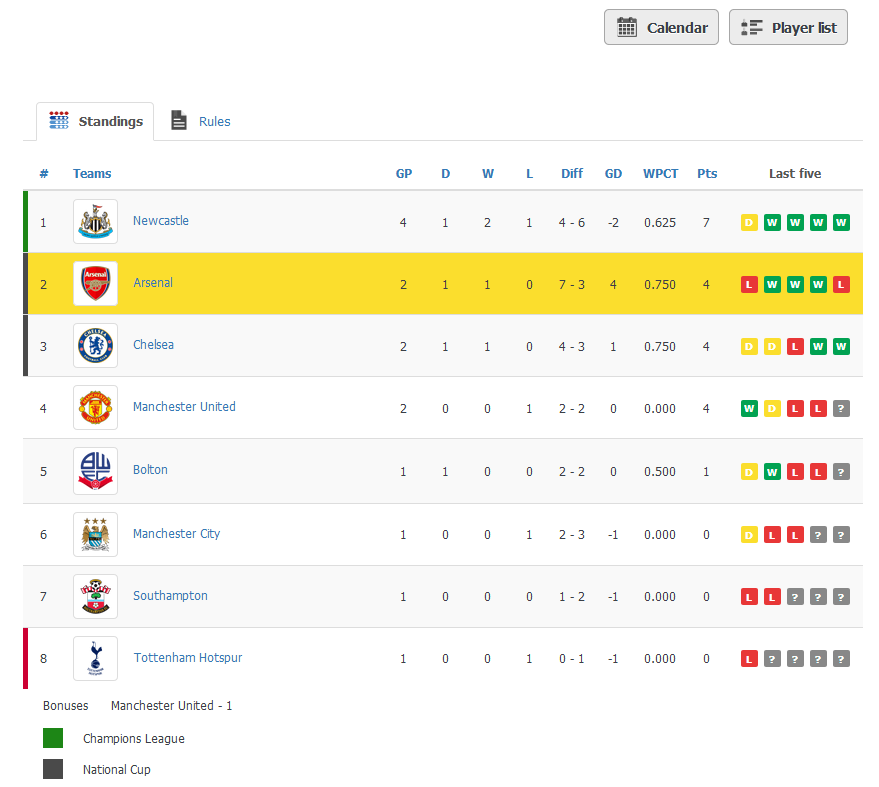 Calendar Player list
Standings Rules
# Teams GP D W L Diff GD WPCT Pts Last five
1 Newcastle 4 1 2 1 4 - 6 -2 0.625 7 D W W W W
2 Arsenal Arsenal 2 1 1 0 7 - 3 4 0.750 4 L W W W L
3 Chelsea 2 1 1 0 4 - 3 1 0.750 4 D D L W W
4 Manchester United 2 0 0 1 2 - 2 0 0.000 4 W D L L ?
5 Bolton 1 1 0 0 2 - 2 0 0.500 1 D W L L ?
6 Manchester City 1 0 0 1 2 - 3 -1 0.000 0 D L L ? ?
7 Southampton 1 0 0 0 1 - 2 -1 0.000 0 L L ? ? ?
8 Tottenham Hotspur 1 0 0 1 0 - 1 -1 0.000 0 L ? ? ? ?
Bonuses Manchester United - 1
Champions League
National Cup